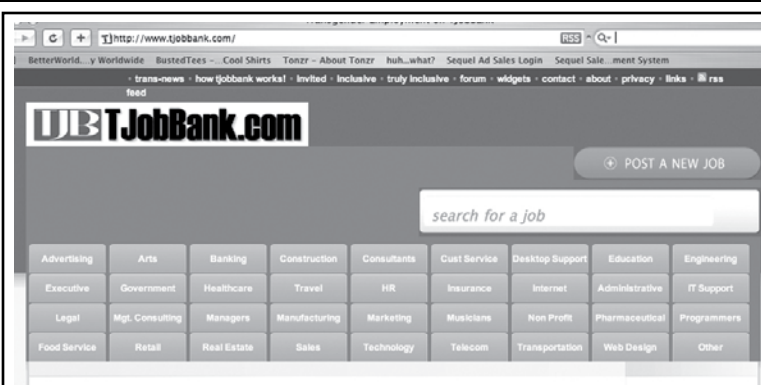 http://www.tjobbank.com/ RSS Q-
BetterWorld....y Worldwide BustedTees -...Cool Shirts Tonzr - About Tonzr huh...what? Sequel Ad Sales Login Sequel Sale...ment System
• trans-news • how tjobbank works! • Invited • Inclusive • truly inclusive • forum • widgets • contact • about • privacy • links • rss
feed
TJB TJobBank.com
POST A NEW JOB
search for a job
Advertising Arts Banking Construction Consultants Cust Service Desktop Support Education Engineering
Executive Government Healthcare Travel HR Insurance Internet Administrative IT Support
Legal Mgt. Consulting Managers Manufacturing Marketing Musicians Non Profit Pharmaceutical Programmers
Food Service Retail Real Estate Sales Technology Telecom Transportation Web Design Other